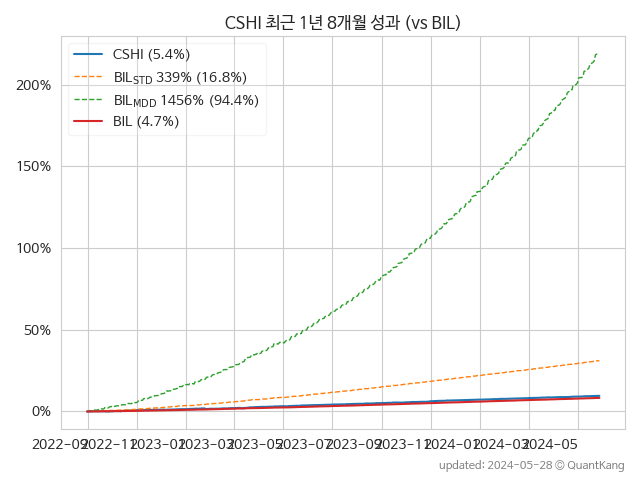 CSHI 최근 1년 8개월 성과 (vs BIL)
CSHI (5.4%)
BILSTD 339% (16.8%)
BILMDD 1456% (94.4%)
BIL (4.7%)
200%
150%
100%
50%
0%
2022-09 2022-11 2023-01 2023-03 2023-05 2023-07 2023-09 2023-11 2024-01 2024-03 2024-05
updated: 2024-05-28 © QuantKang